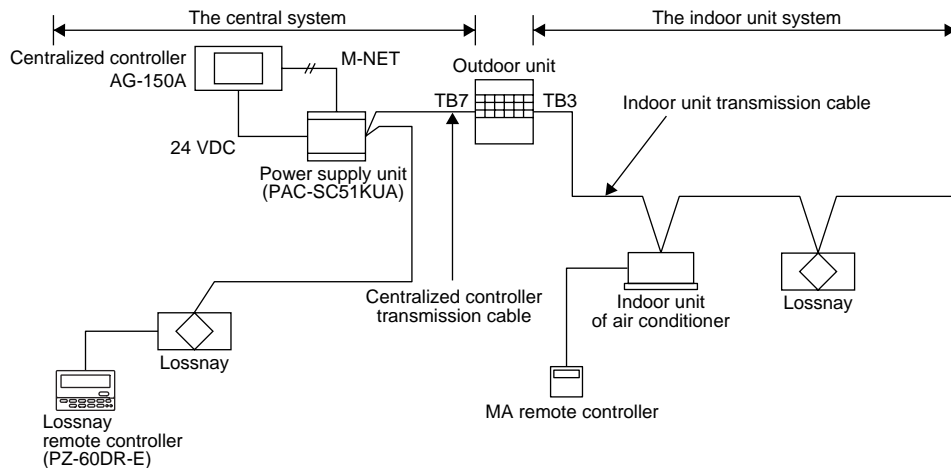 The central system
The indoor unit system
Centralized controller
AG-150A
M-NET
Outdoor unit
TB7
TB3
Indoor unit transmission cable
24 VDC
Power supply unit
(PAC-SC51KUA)
Centralized controller
transmission cable
Indoor unit
of air conditioner
Lossnay
Lossnay
MA remote controller
Lossnay
remote controller
(PZ-60DR-E)